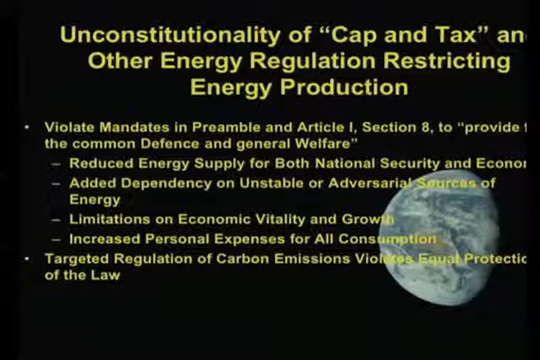 Unconstitutionality of “Cap and Tax” an
Other Energy Regulation Restricting
Energy Production
• Violate Mandates in Preamble and Article I, Section 8, to “provide f
the common Defence and general Welfare”
– Reduced Energy Supply for Both National Security and Econo
– Added Dependency on Unstable or Adversarial Sources of
Energy
– Limitations on Economic Vitality and Growth
– Increased Personal Expenses for All Consumption
• Targeted Regulation of Carbon Emissions Violates Equal Protectio
of the Law